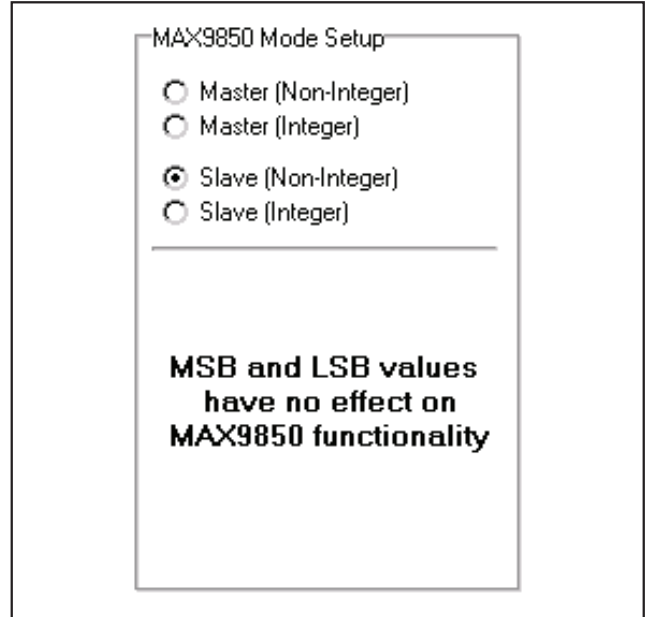 MAX9850 Mode Setup
Master (Non-Integer)
Master (Integer)
Slave (Non-Integer)
Slave (Integer)
MSB and LSB values
have no effect on
MAX9850 functionality